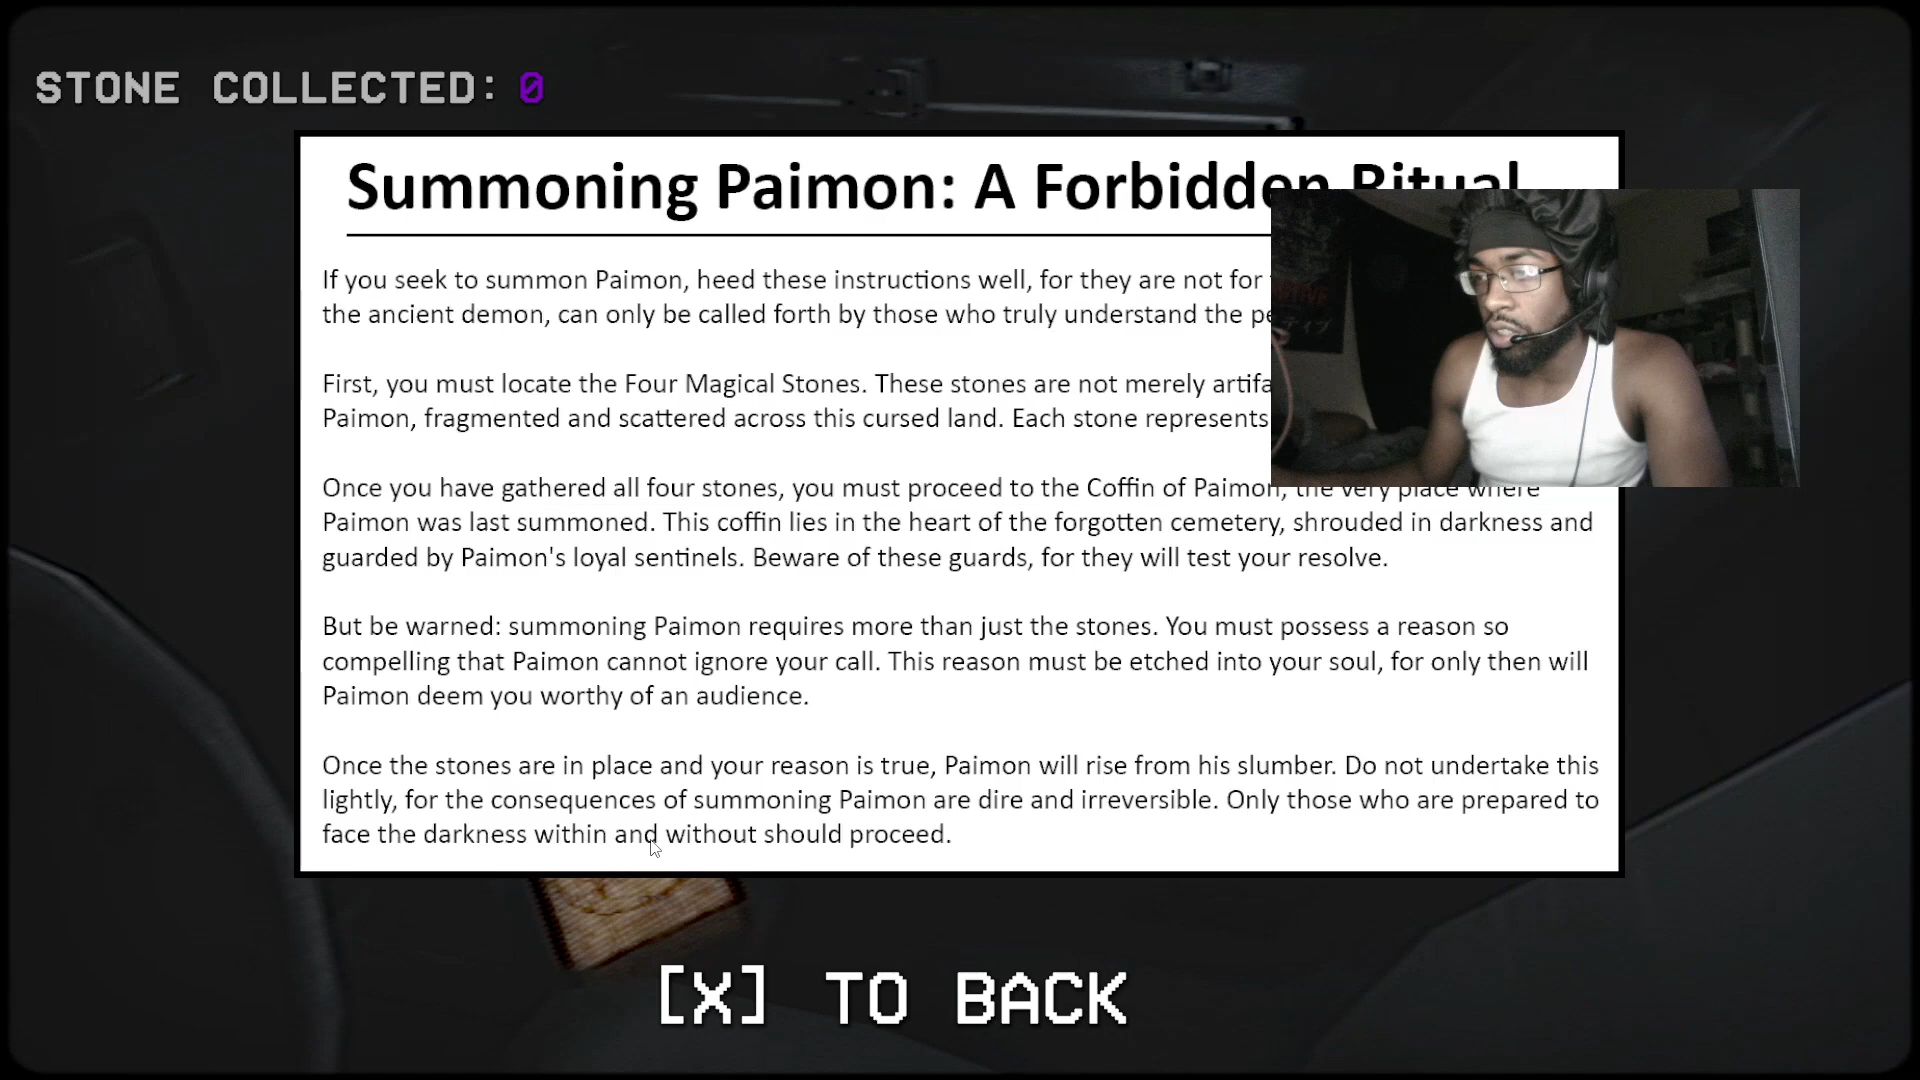 STONE COLLECTED: 0
Summoning Paimon: A Forbidden Ritual
If you seek to summon Paimon, heed these instructions well, for they are not for
the ancient demon, can only be called forth by those who truly understand the
First, you must locate the Four Magical Stones. These stones are not merely
Paimon, fragmented and scattered across this cursed land. Each stone represents
Once you have gathered all four stones, you must proceed to the Coffin of Paimon, the very place where
Paimon was last summoned. This coffin lies in the heart of the forgotten cemetery, shrouded in darkness and
guarded by Paimon's loyal sentinels. Beware of these guards, for they will test your resolve.
But be warned: summoning Paimon requires more than just the stones. You must possess a reason so
compelling that Paimon cannot ignore your call. This reason must be etched into your soul, for only then will
Paimon deem you worthy of an audience.
Once the stones are in place and your reason is true, Paimon will rise from his slumber. Do not undertake this
lightly, for the consequences of summoning Paimon are dire and irreversible. Only those who are prepared to
face the darkness within and without should proceed.
[X] TO BACK